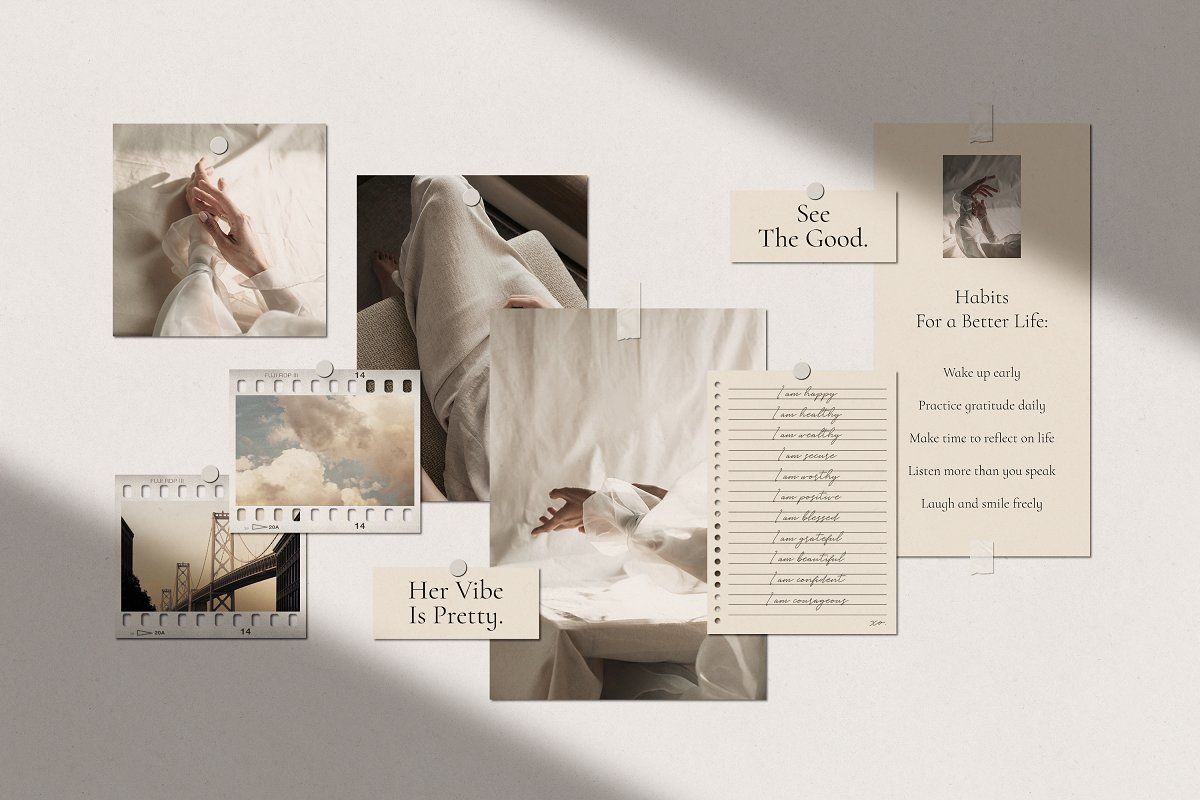 See
The Good.
Habits
For a Better Life:
Wake up early
Practice gratitude daily
Make time to reflect on life
Listen more than you speak
Laugh and smile freely
FUJI RDP III
14
20A
14
I am happy
I am healthy
I am wealthy
I am secure
I am worthy
I am positive
I am blessed
I am grateful
I am beautiful
I am confident
I am courageous
xo.
FUJI RDP III
20A
14
Her Vibe
Is Pretty.